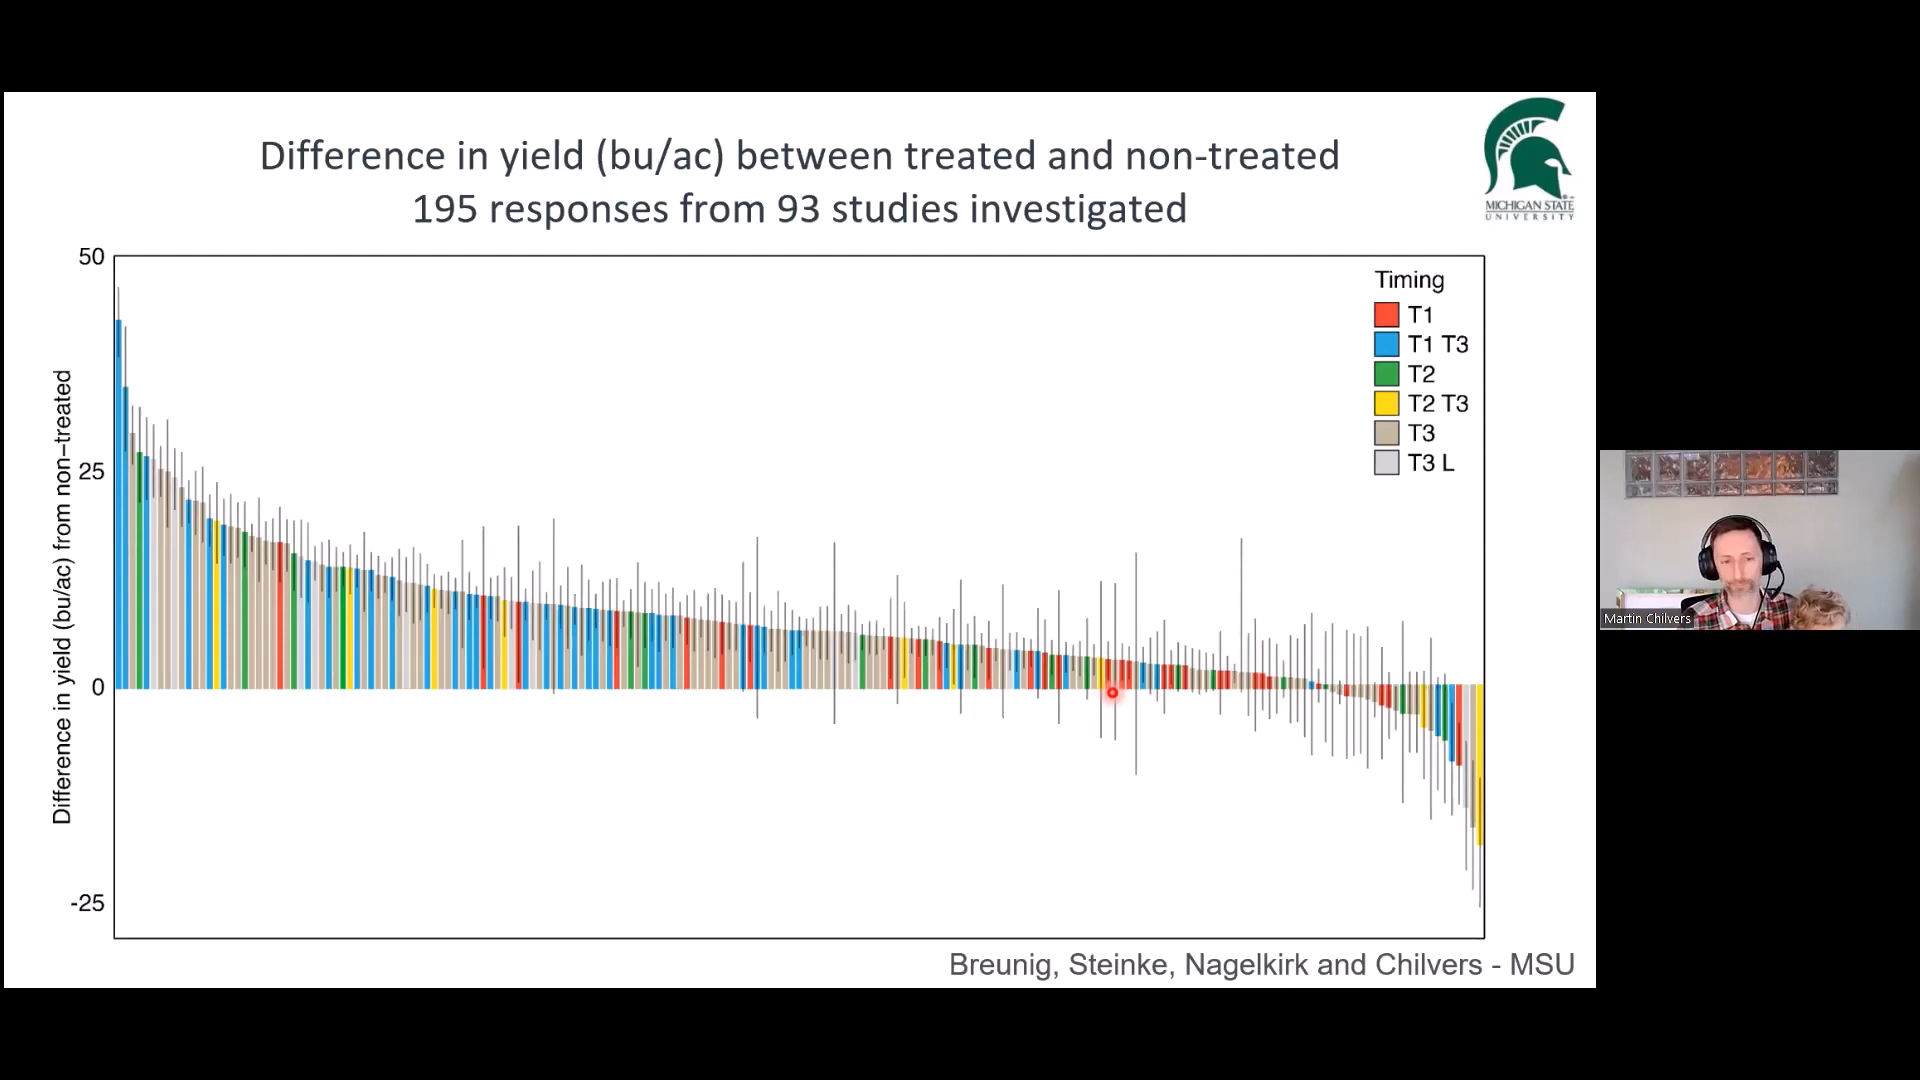 Difference in yield (bu/ac) between treated and non-treated
195 responses from 93 studies investigated
MICHIGAN STATE
UNIVERSITY
Difference in yield (bu/ac) from non−treated
50
25
0
-25
Timing
T1
T1 T3
T2
T2 T3
T3
T3 L
Breunig, Steinke, Nagelkirk and Chilvers - MSU
Martin Chilvers